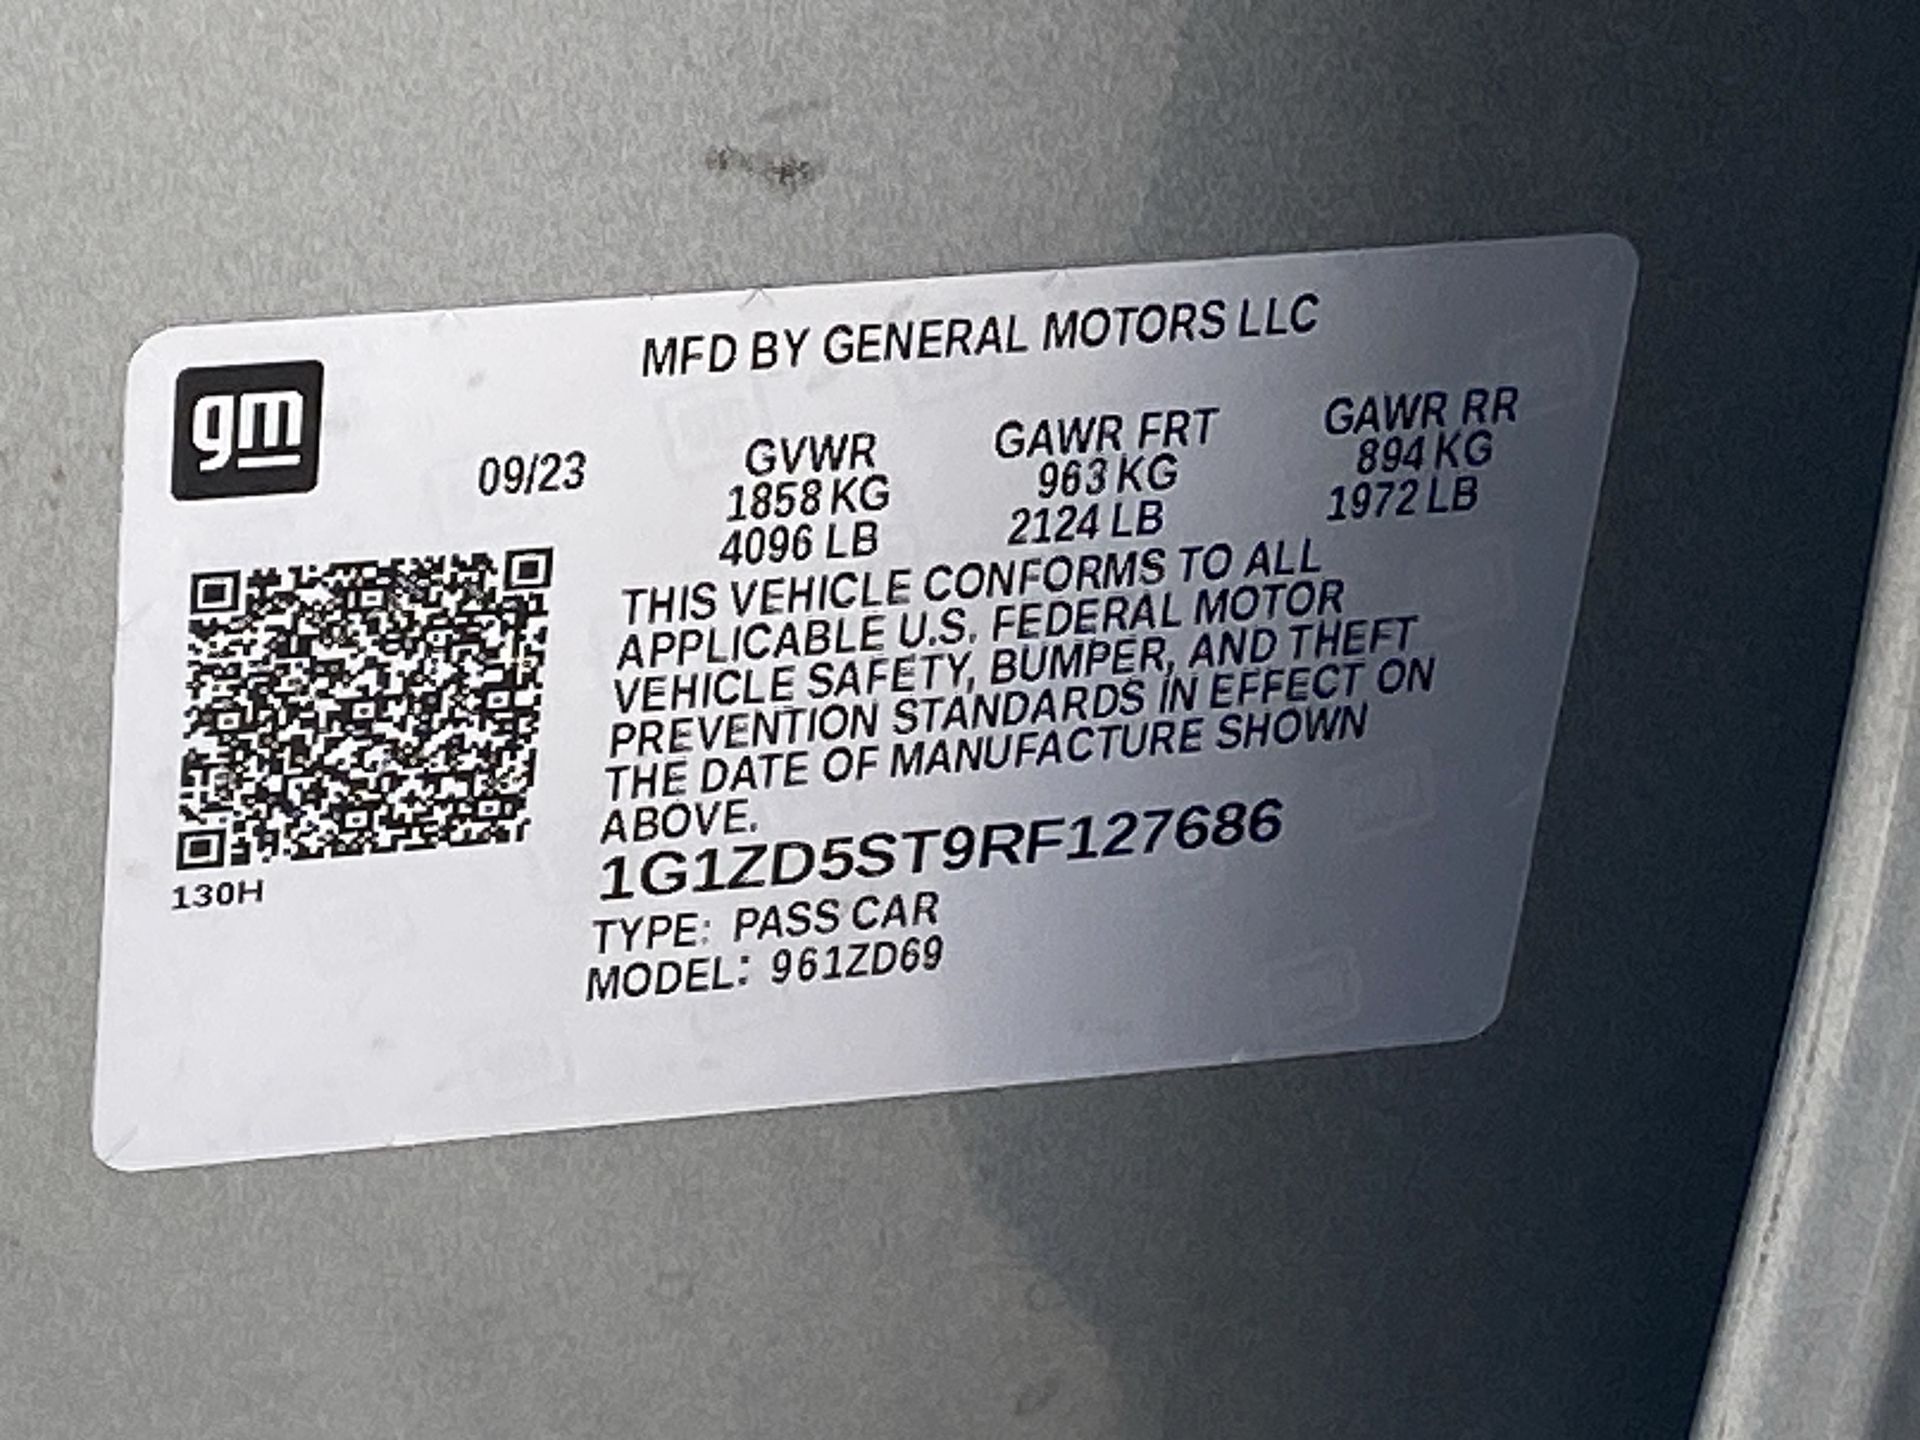 MFD BY GENERAL MOTORS LLC
gm
09/23
GVWR GAWR FRT GAWR RR
1858 KG 963 KG 894 KG
4096 LB 2124 LB 1972 LB
THIS VEHICLE CONFORMS TO ALL
APPLICABLE U.S. FEDERAL MOTOR
VEHICLE SAFETY, BUMPER, AND THEFT
PREVENTION STANDARDS IN EFFECT ON
THE DATE OF MANUFACTURE SHOWN
ABOVE.
1G1ZD5ST9RF127686
130H
TYPE: PASS CAR
MODEL: 961ZD69